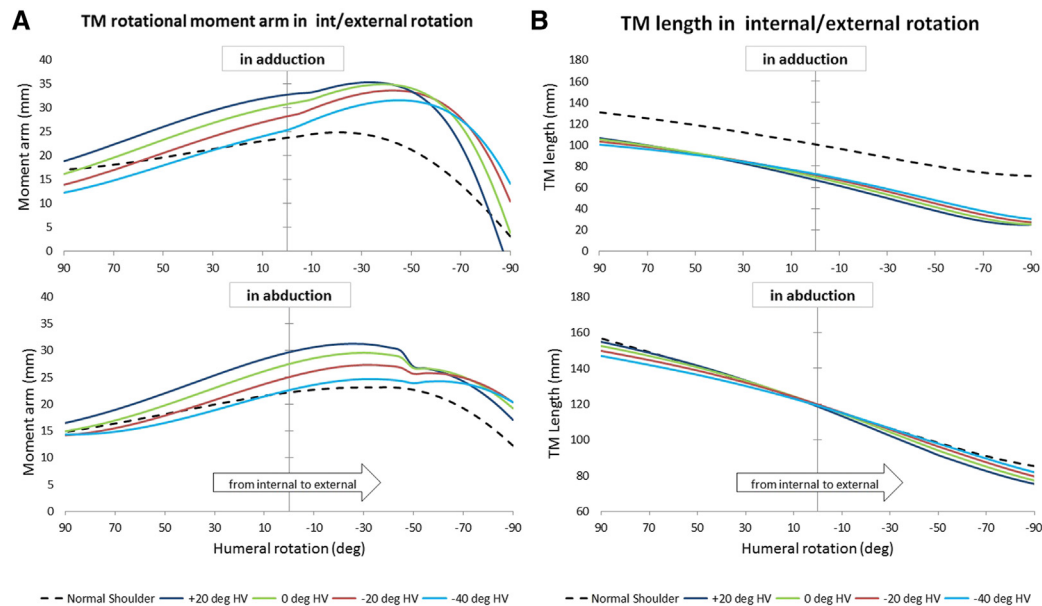 A
TM rotational moment arm in int/external rotation
40
35
30
25
20
15
10
5
0
Moment arm (mm)
in adduction
90 70 50 30 10 -10 -30 -50 -70 -90
40
35
30
25
20
15
10
5
0
Moment arm (mm)
in abduction
from internal to external
90 70 50 30 10 -10 -30 -50 -70 -90
Humeral rotation (deg)
B
TM length in internal/external rotation
180
160
140
120
100
80
60
40
20
0
TM length (mm)
in adduction
90 70 50 30 10 -10 -30 -50 -70 -90
180
160
140
120
100
80
60
TM Length (mm)
in abduction
from internal to external
90 70 50 30 10 -10 -30 -50 -70 -90
Humeral rotation (deg)
Normal Shoulder +20 deg HV 0 deg HV -20 deg HV -40 deg HV
Normal Shoulder +20 deg HV 0 deg HV -20 deg HV -40 deg HV